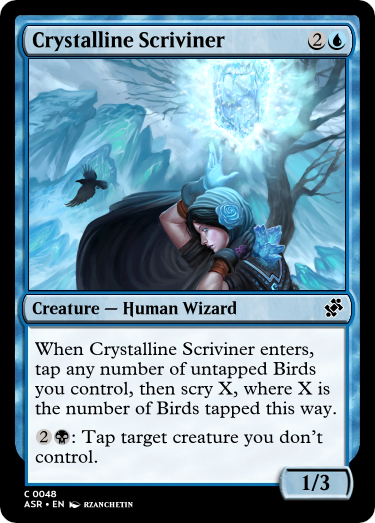 Crystalline Scriviner 2
Creature — Human Wizard
When Crystalline Scriviner enters,
tap any number of untapped Birds
you control, then scry X, where X is
the number of Birds tapped this way.
2: Tap target creature you don't
control.
1/3
C 0048
ASR • EN RZANCHETIN